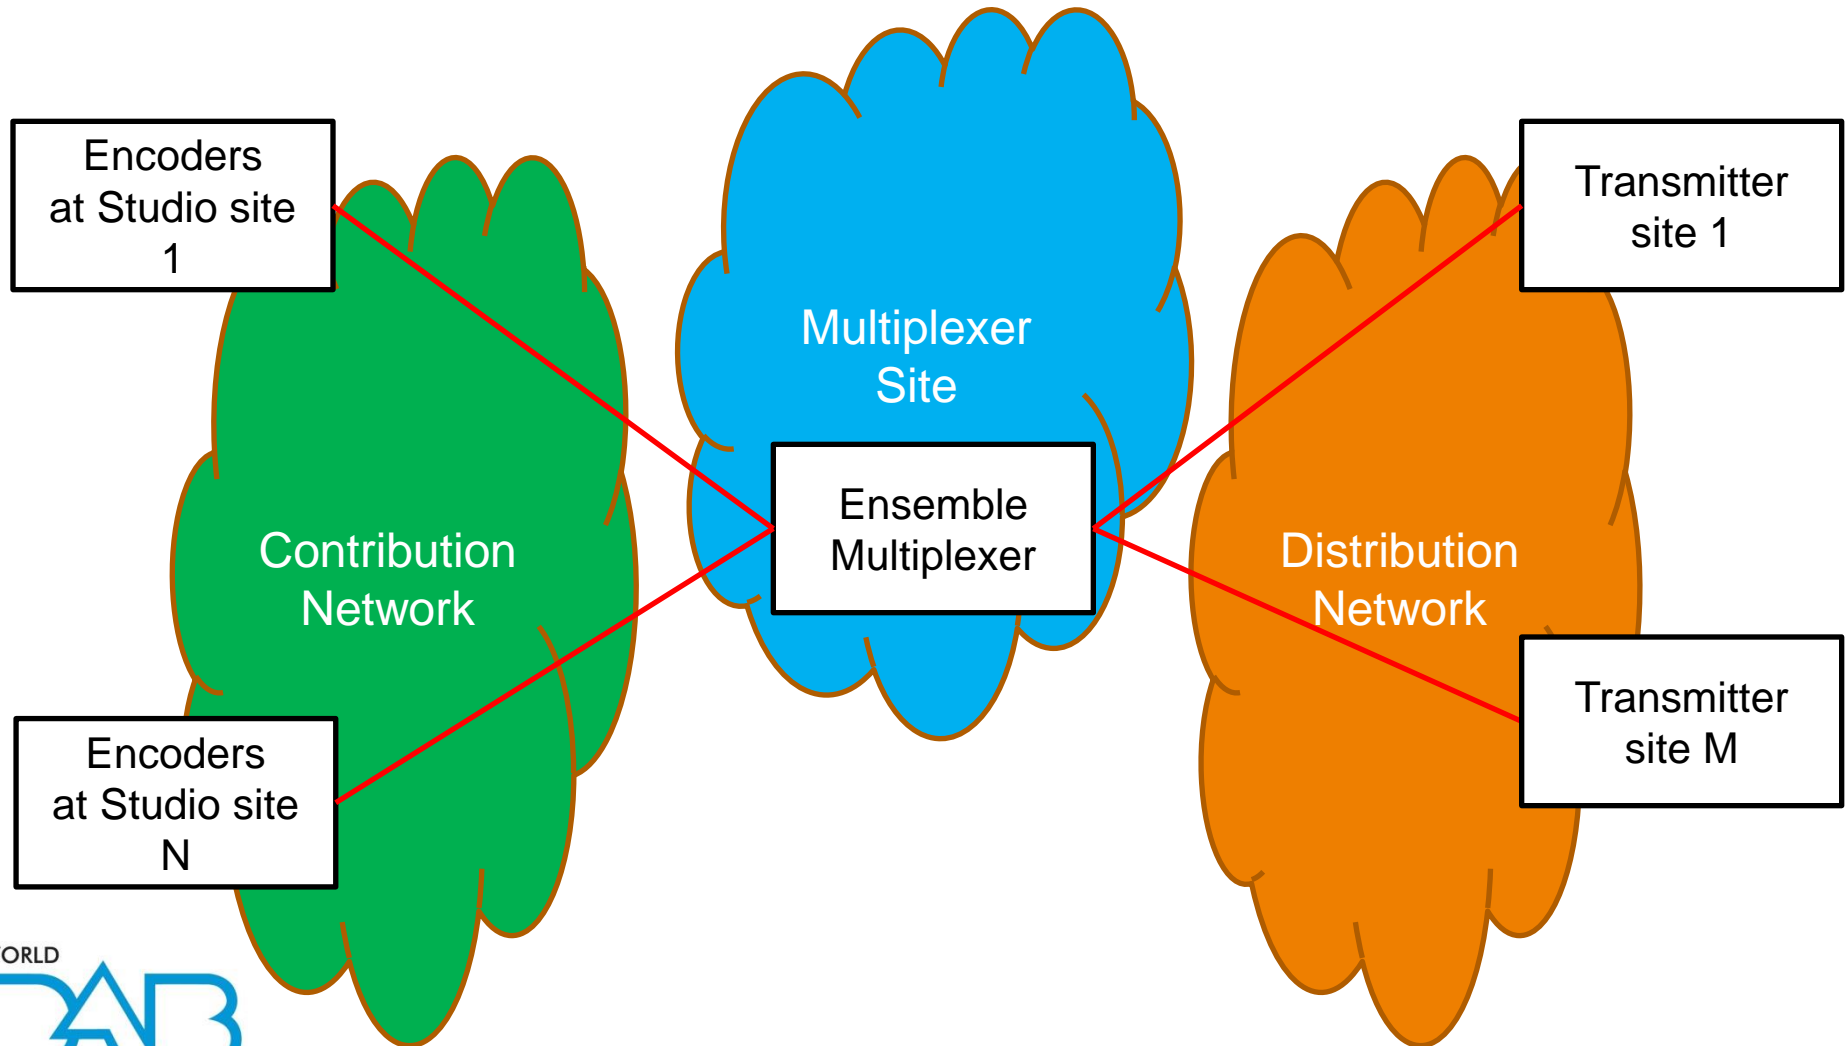 Encoders
at Studio site
1
Multiplexer
Site
Transmitter
site 1
Ensemble
Multiplexer
Contribution
Network
Distribution
Network
Encoders
at Studio site
N
Transmitter
site M
ORLD
DAB